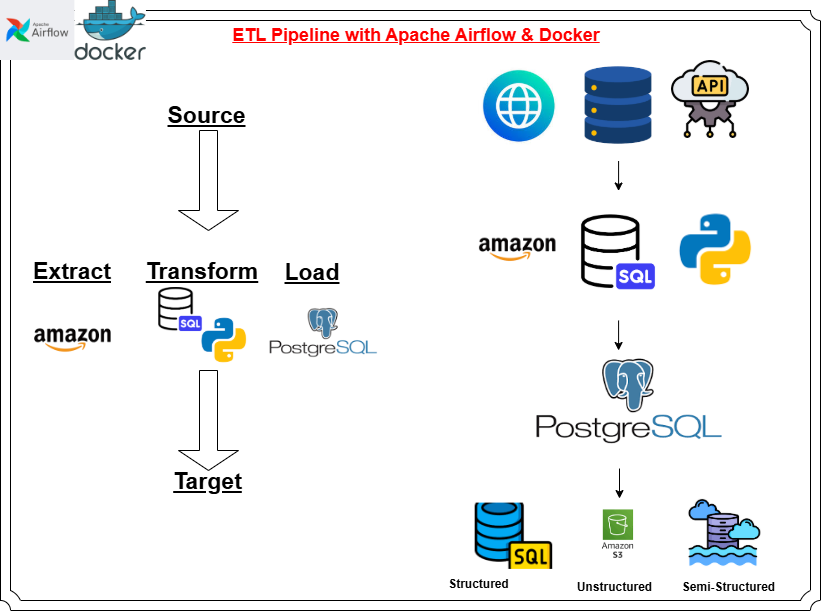 Apache
Airflow
docker
ETL Pipeline with Apache Airflow & Docker
Source
API
amazon
SQL
Extract
Transform
Load
SQL
amazon
PostgreSQL
PostgreSQL
Target
SQL
Amazon
S3
Structured
Unstructured
Semi-Structured